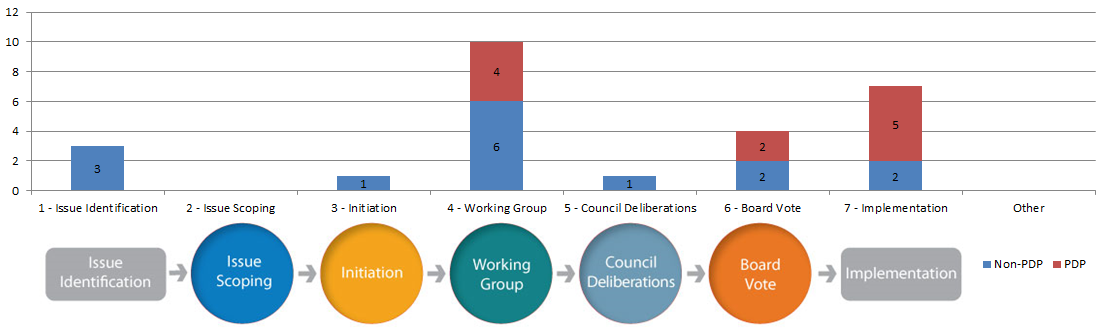 12
10
8
6
4
2
0
3
1
4
6
1
2
2
5
2
1 - Issue Identification
2 - Issue Scoping
3 - Initiation
4 - Working Group
5 - Council Deliberations
6 - Board Vote
7 - Implementation
Other
Issue
Identification
Issue
Scoping
Initiation
Working
Group
Council
Deliberations
Board
Vote
Implementation
Non-PDP
PDP